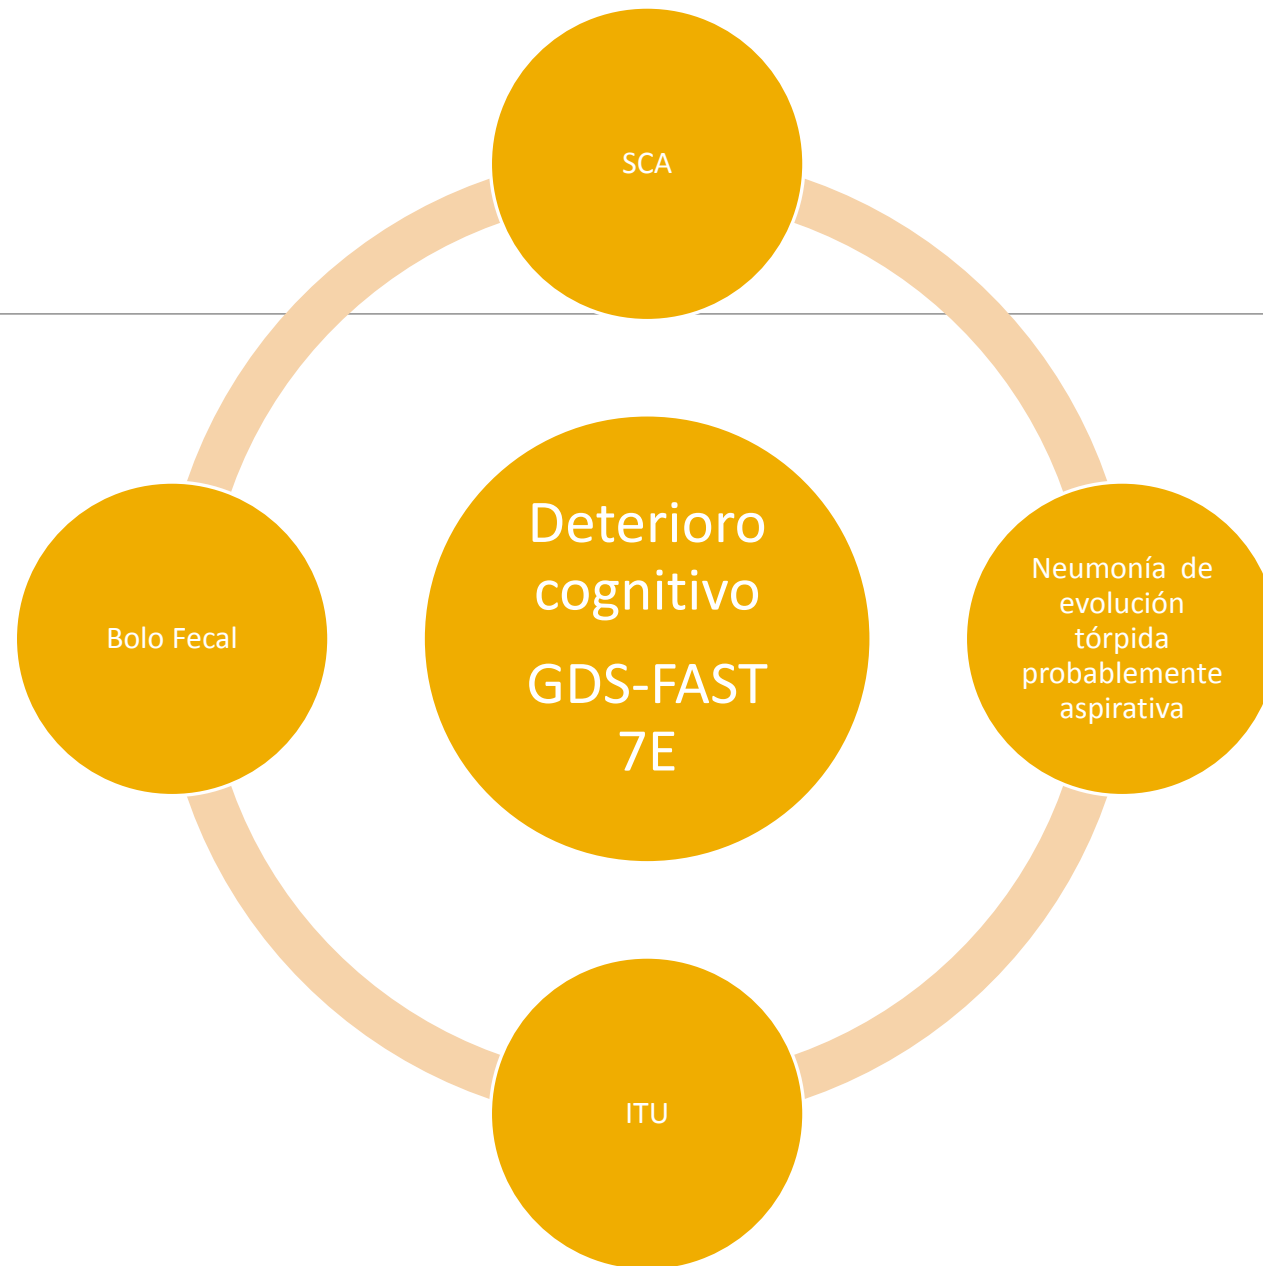 SCA
Deterioro
cognitivo
GDS-FAST
7E
Neumonía de
evolución
tórpida
probablemente
aspirativa
Bolo Fecal
ITU